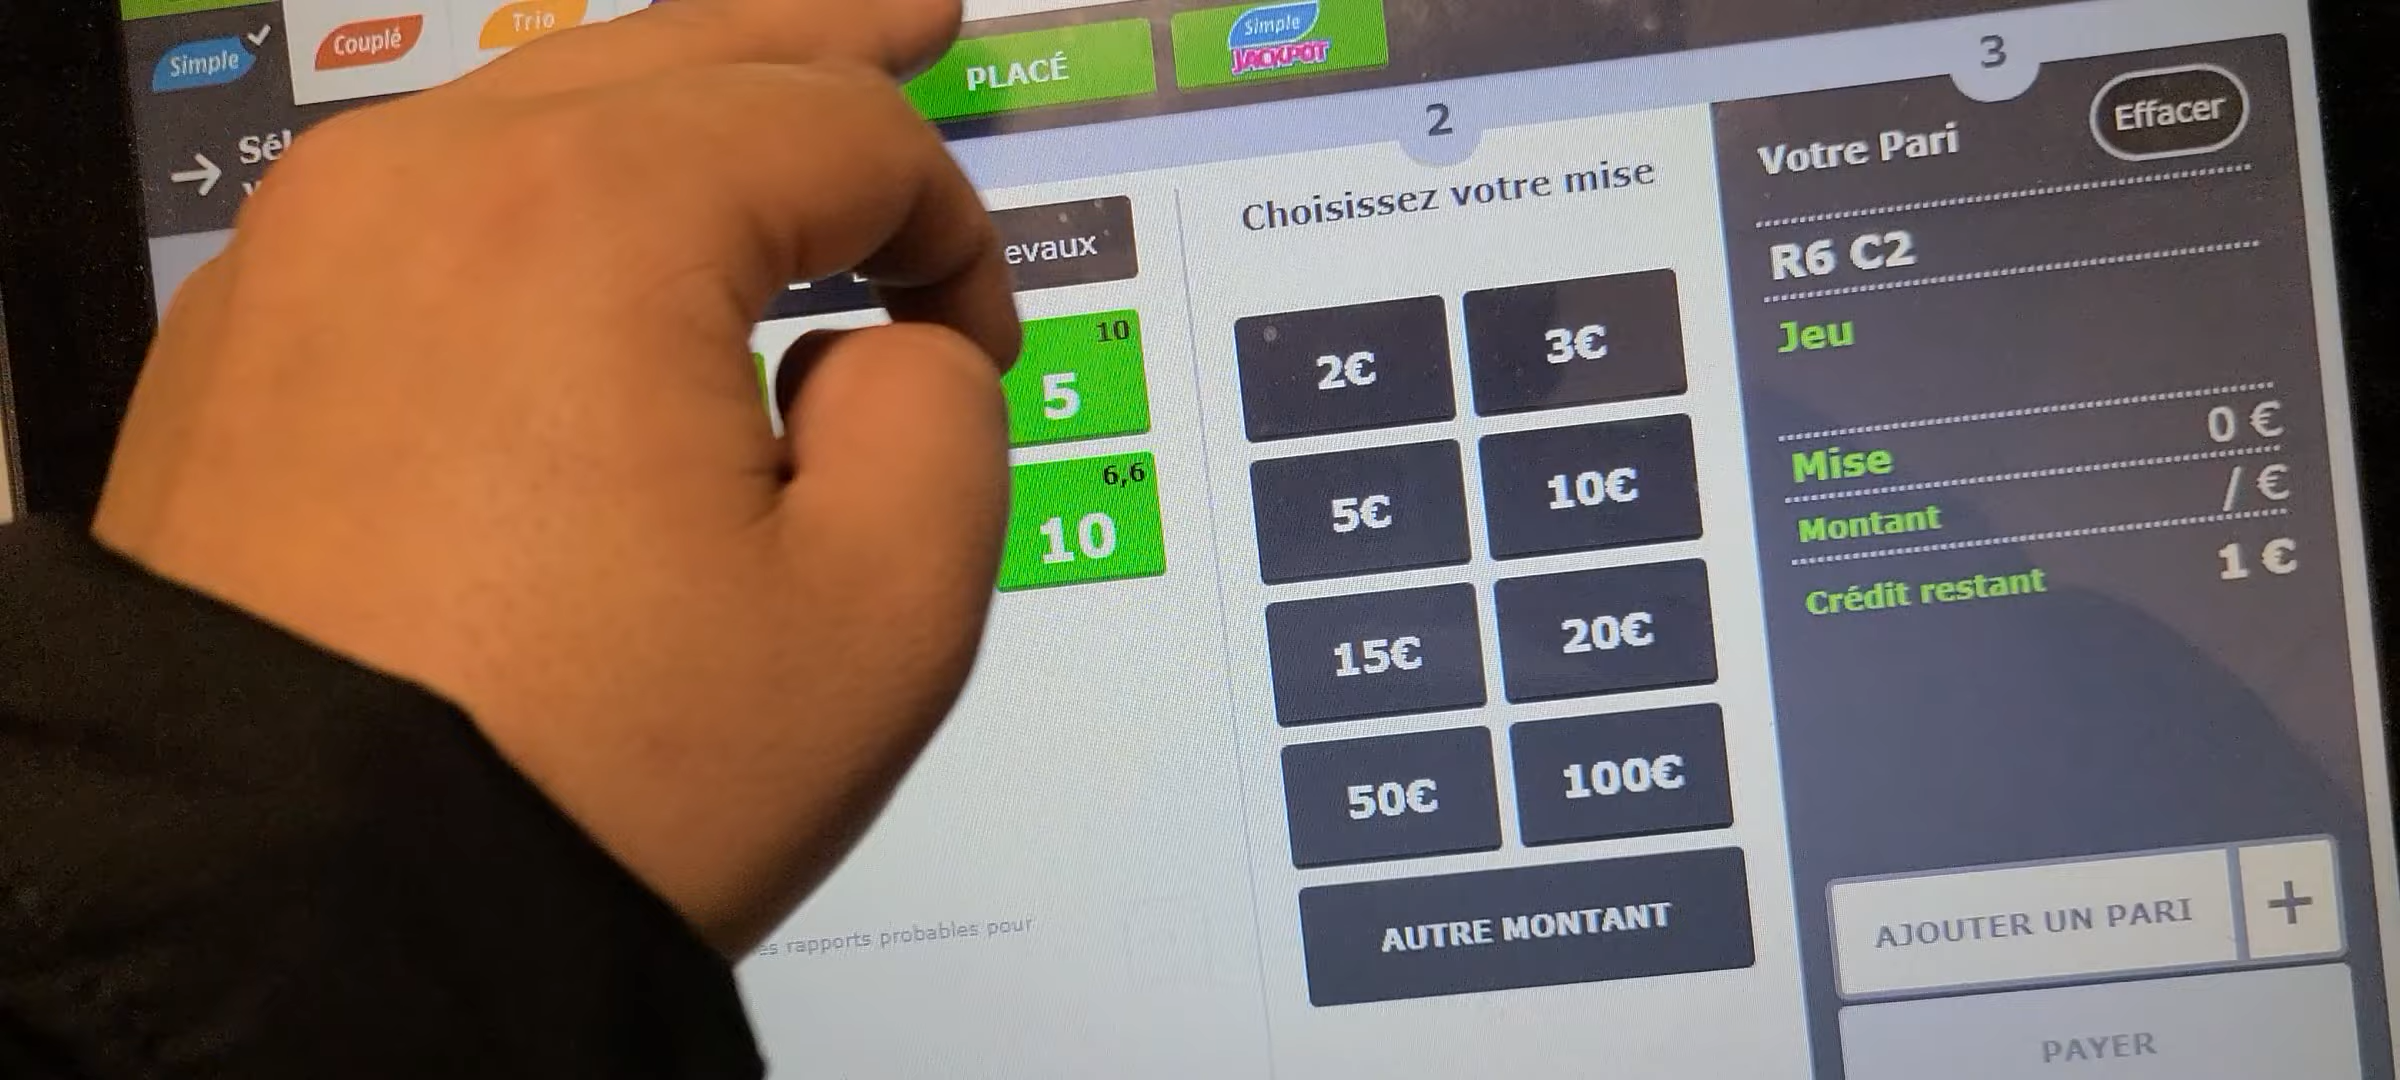 Simple
Couplé
Trio
PLACÉ
Simple
JACKPOT
→ Sél
evaux
10
5
6,6
10
es rapports probables pour
2
Choisissez votre mise
2€
3€
5€
10€
15€
20€
50€
100€
AUTRE MONTANT
3
Votre Pari
Effacer
R6 C2
Jeu
0 €
Mise
/ €
Montant
1 €
Crédit restant
AJOUTER UN PARI +
PAYER